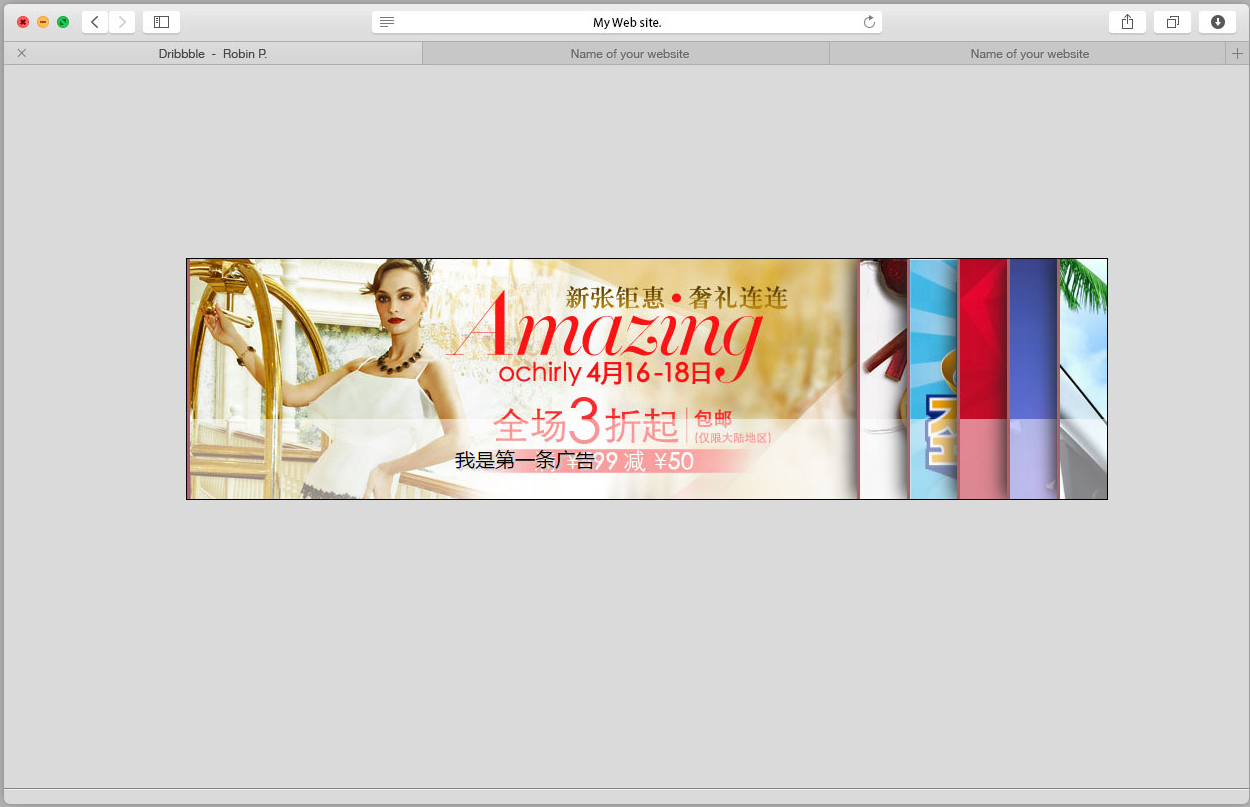 My Web site.
Dribbble - Robin P.
Name of your website
Name of your website
新张钜惠•奢礼连连
Amazing
ochirly 4月16-18日
全场3折起
包邮
(仅限大陆地区)
我是第一条广告
99 减 ¥50